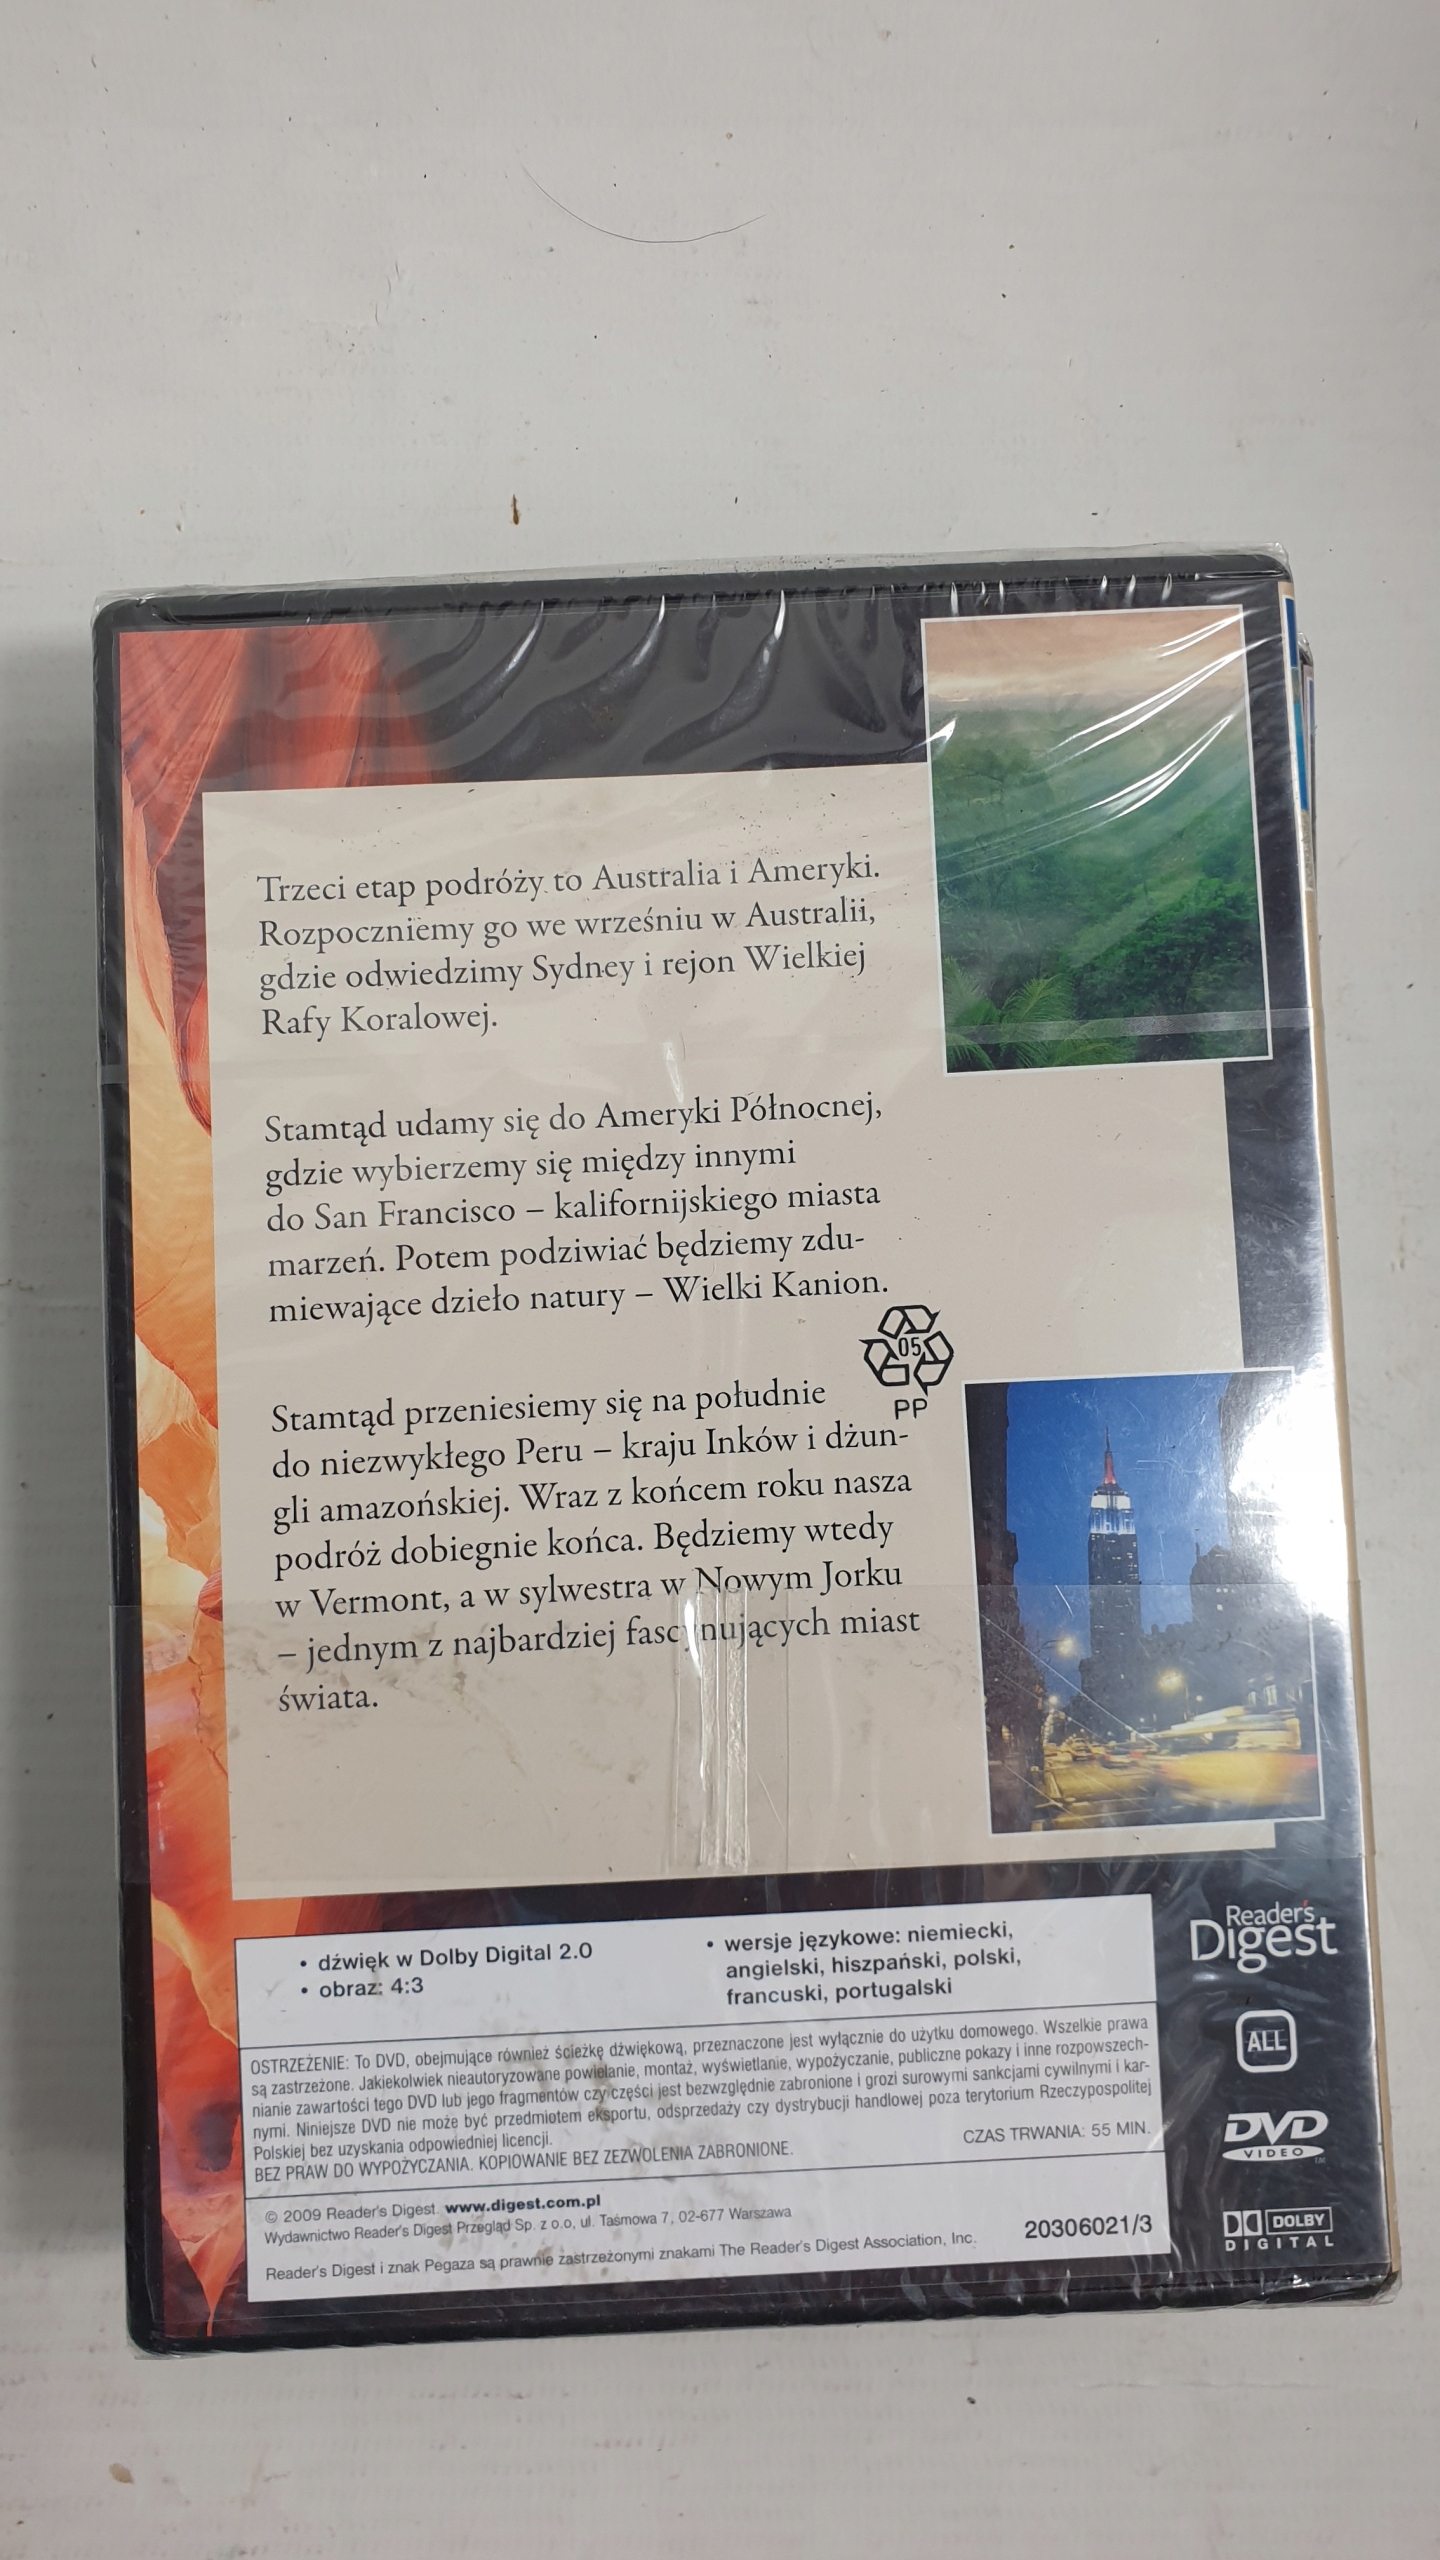 Trzeci etap podróży to Australia i Ameryki.
Rozpoczniemy go we wrześniu w Australii,
gdzie odwiedzimy Sydney i rejon Wielkiej
Rafy Koralowej.
Stamtąd udamy się do Ameryki Północnej,
gdzie wybierzemy się między innymi
do San Francisco – kalifornijskiego miasta
marzeń. Potem podziwiać będziemy zdu-
miewające dzieło natury – Wielki Kanion.
05
PP
Stamtąd przeniesiemy się na południe
do niezwykłego Peru – kraju Inków i dżun-
gli amazońskiej. Wraz z końcem roku nasza
podróż dobiegnie końca. Będziemy wtedy
w Vermont, a w sylwestra w Nowym Jorku
– jednym z najbardziej fascynujących miast
świata.
• dźwięk w Dolby Digital 2.0
• obraz: 4:3
• wersje językowe: niemiecki,
angielski, hiszpański, polski,
francuski, portugalski
OSTRZEŻENIE: To DVD, obejmujące również ścieżkę dźwiękową, przeznaczone jest wyłącznie do użytku domowego. Wszelkie prawa
są zastrzeżone. Jakiekolwiek nieautoryzowane powielanie, montaż, wyświetlanie, wypożyczanie, publiczne pokazy i inne rozpowszech-
nianie zawartości tego DVD lub jego fragmentów czy części jest bezwzględnie zabronione i grozi surowymi sankcjami cywilnymi i kar-
nymi. Niniejsze DVD nie może być przedmiotem eksportu, odsprzedaży czy dystrybucji handlowej poza terytorium Rzeczypospolitej
Polskiej bez uzyskania odpowiedniej licencji.
BEZ PRAW DO WYPOŻYCZANIA. KOPIOWANIE BEZ ZEZWOLENIA ZABRONIONE.
CZAS TRWANIA: 55 MIN.
© 2009 Reader's Digest. www.digest.com.pl
Wydawnictwo Reader's Digest Przegląd Sp. z o.o, ul. Taśmowa 7, 02-677 Warszawa
Reader's Digest i znak Pegaza są prawnie zastrzeżonymi znakami The Reader's Digest Association, Inc.
20306021/3
Reader's
Digest
ALL
DVD
VIDEO TM
DOLBY
DIGITAL